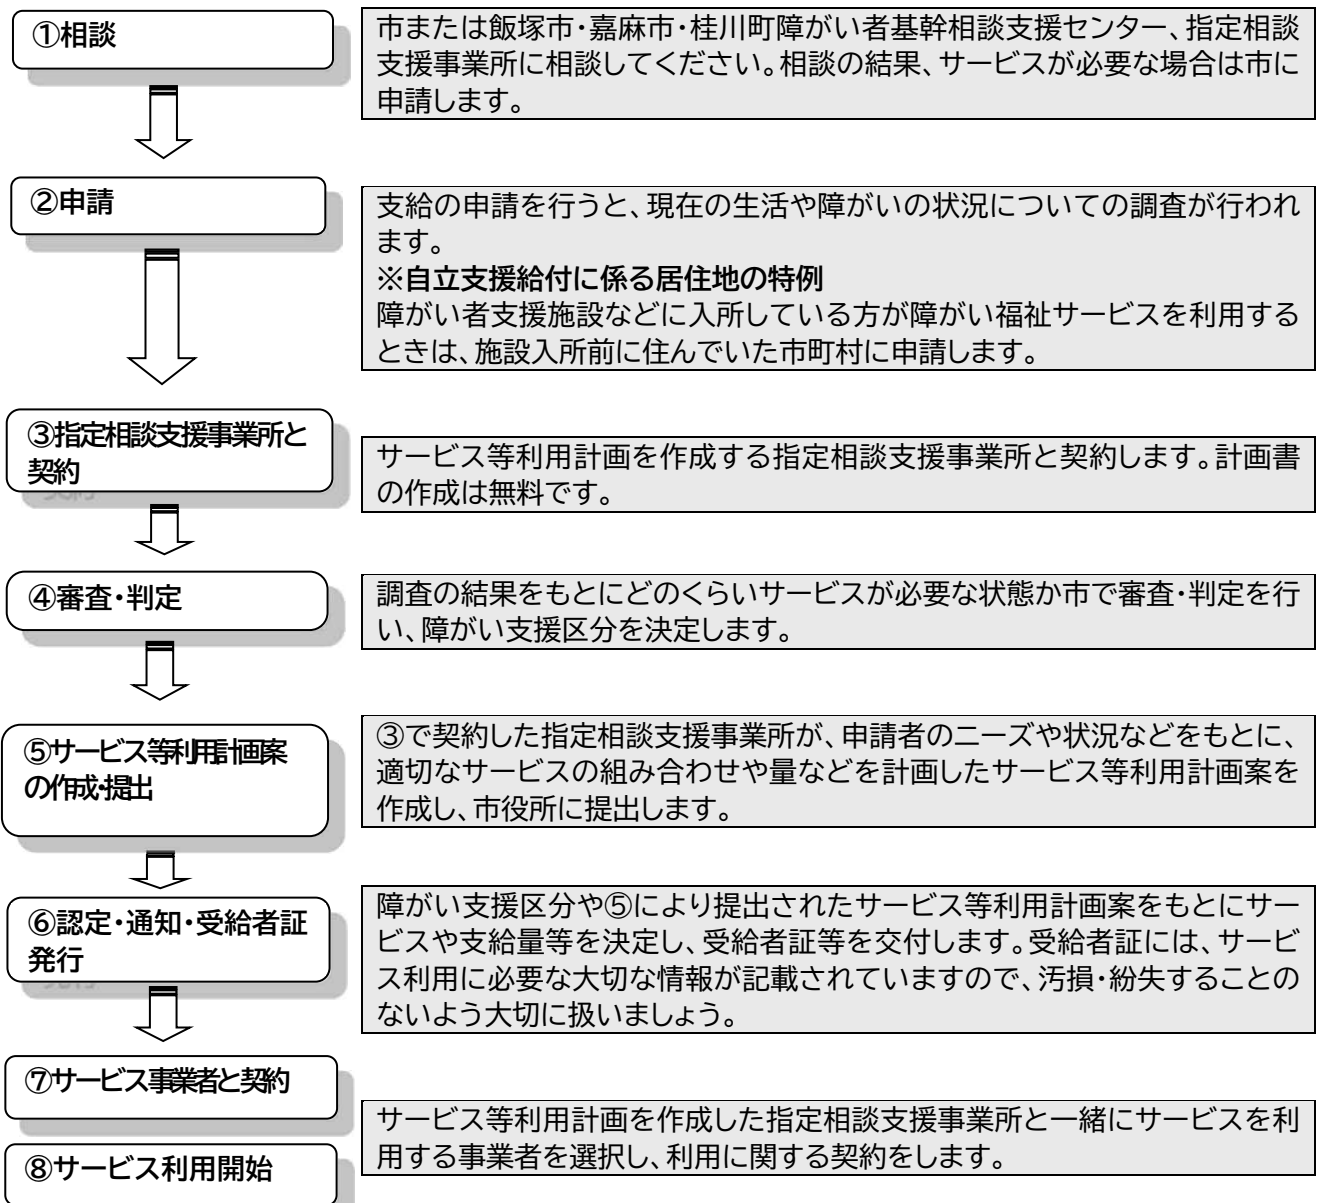 ①相談
市または飯塚市・嘉麻市・桂川町障がい者基幹相談支援センター、指定相談
支援事業所に相談してください。相談の結果、サービスが必要な場合は市に
申請します。
②申請
支給の申請を行うと、現在の生活や障がいの状況についての調査が行われ
ます。
※自立支援給付に係る居住地の特例
障がい者支援施設などに入所している方が障がい福祉サービスを利用する
ときは、施設入所前に住んでいた市町村に申請します。
③指定相談支援事業所と
契約
サービス等利用計画を作成する指定相談支援事業所と契約します。計画書
の作成は無料です。
④審査・判定
調査の結果をもとにどのくらいサービスが必要な状態か市で審査・判定を行
い、障がい支援区分を決定します。
⑤サービス等利用計画案
の作成・提出
③で契約した指定相談支援事業所が、申請者のニーズや状況などをもとに、
適切なサービスの組み合わせや量などを計画したサービス等利用計画案を
作成し、市役所に提出します。
⑥認定・通知・受給者証
発行
障がい支援区分や⑤により提出されたサービス等利用計画案をもとにサー
ビスや支給量等を決定し、受給者証等を交付します。受給者証には、サービ
ス利用に必要な大切な情報が記載されていますので、汚損・紛失することの
ないよう大切に扱いましょう。
⑦サービス事業者と契約
サービス等利用計画を作成した指定相談支援事業所と一緒にサービスを利
用する事業者を選択し、利用に関する契約をします。
⑧サービス利用開始